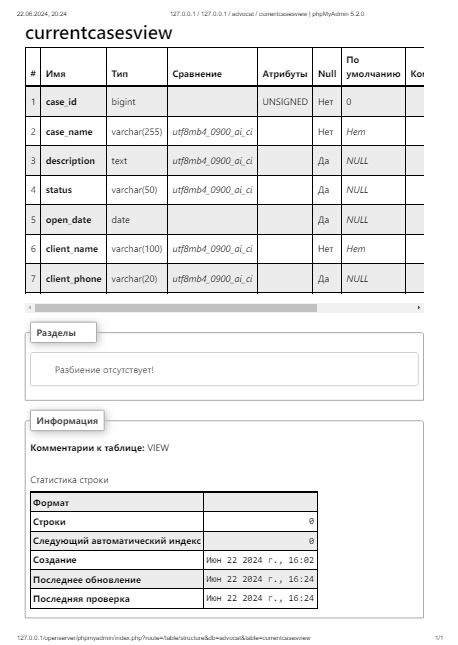 22.06.2024, 20:24 127.0.0.1 / 127.0.0.1 / advocat / currentcasesview | phpMyAdmin 5.2.0
currentcasesview
# Имя Тип Сравнение Атрибуты Null По умолчанию Ком
1 case_id bigint UNSIGNED Нет 0
2 case_name varchar(255) utf8mb4_0900_ai_ci Нет Нет
3 description text utf8mb4_0900_ai_ci Да NULL
4 status varchar(50) utf8mb4_0900_ai_ci Да NULL
5 open_date date Да NULL
6 client_name varchar(100) utf8mb4_0900_ai_ci Нет Нет
7 client_phone varchar(20) utf8mb4_0900_ai_ci Да NULL
Разделы
Разбиение отсутствует!
Информация
Комментарии к таблице: VIEW
Статистика строки
Формат
Строки 0
Следующий автоматический индекс 0
Создание Июн 22 2024 г., 16:02
Последнее обновление Июн 22 2024 г., 16:24
Последняя проверка Июн 22 2024 г., 16:24
127.0.0.1/openserver/phpmyadmin/index.php?route=/table/structure&db=advocat&table=currentcasesview 1/1